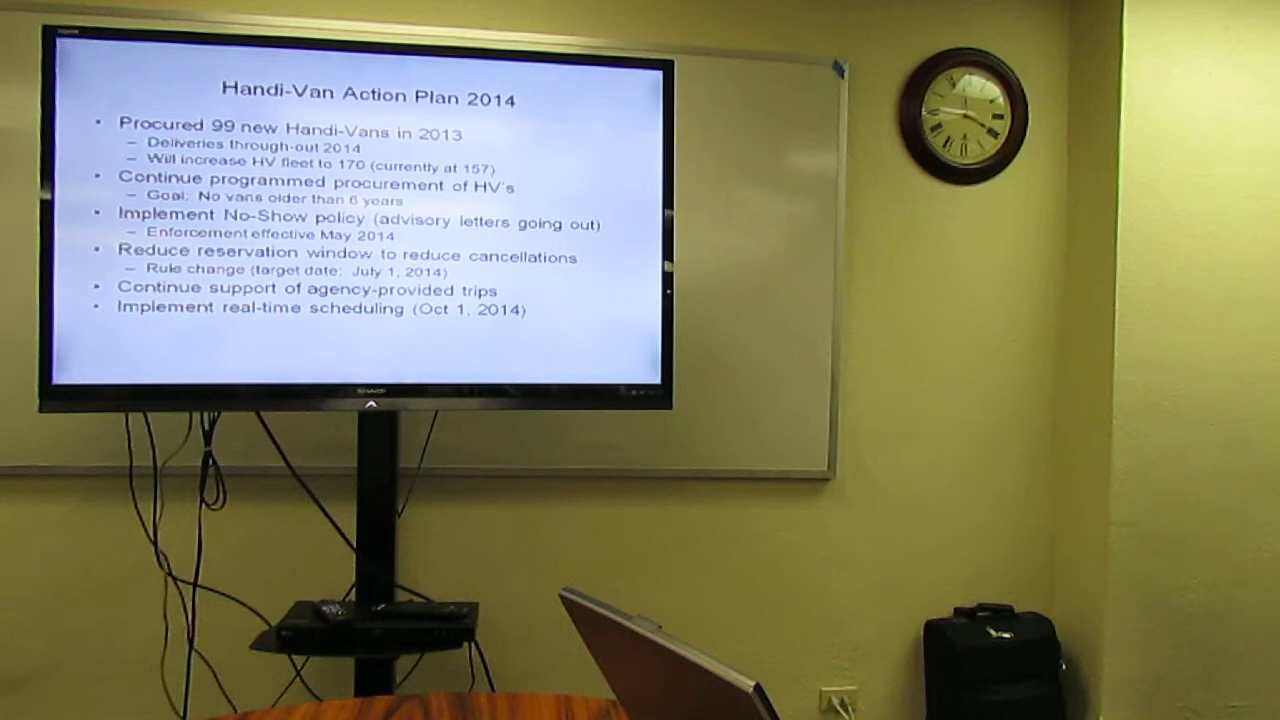 Handi-Van Action Plan 2014
• Procured 99 new Handi-Vans in 2013
– Deliveries through-out 2014
– Will increase HV fleet to 170 (currently at 157)
• Continue programmed procurement of HV's
– Goal: No vans older than 6 years
• Implement No-Show policy (advisory letters going out)
– Enforcement effective May 2014
• Reduce reservation window to reduce cancellations
– Rule change (target date: July 1, 2014)
• Continue support of agency-provided trips
• Implement real-time scheduling (Oct 1, 2014)
SHARP